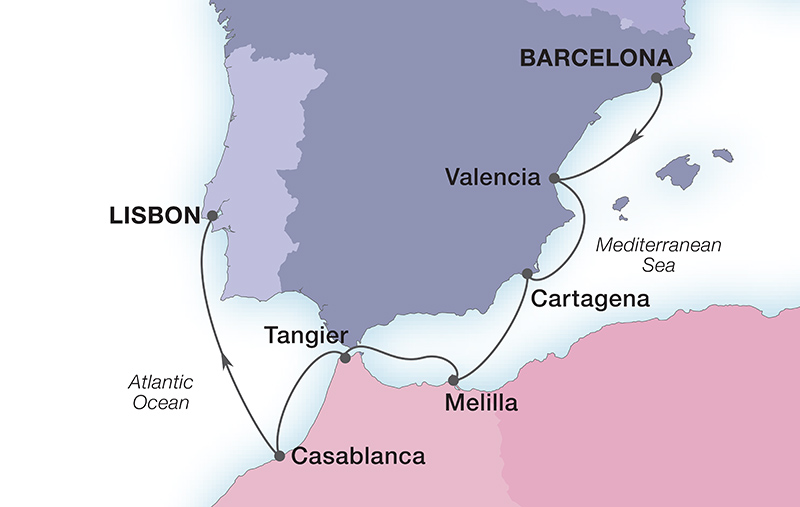 BARCELONA
Valencia
LISBON
Mediterranean
Sea
Cartagena
Tangier
Atlantic
Ocean
Melilla
Casablanca